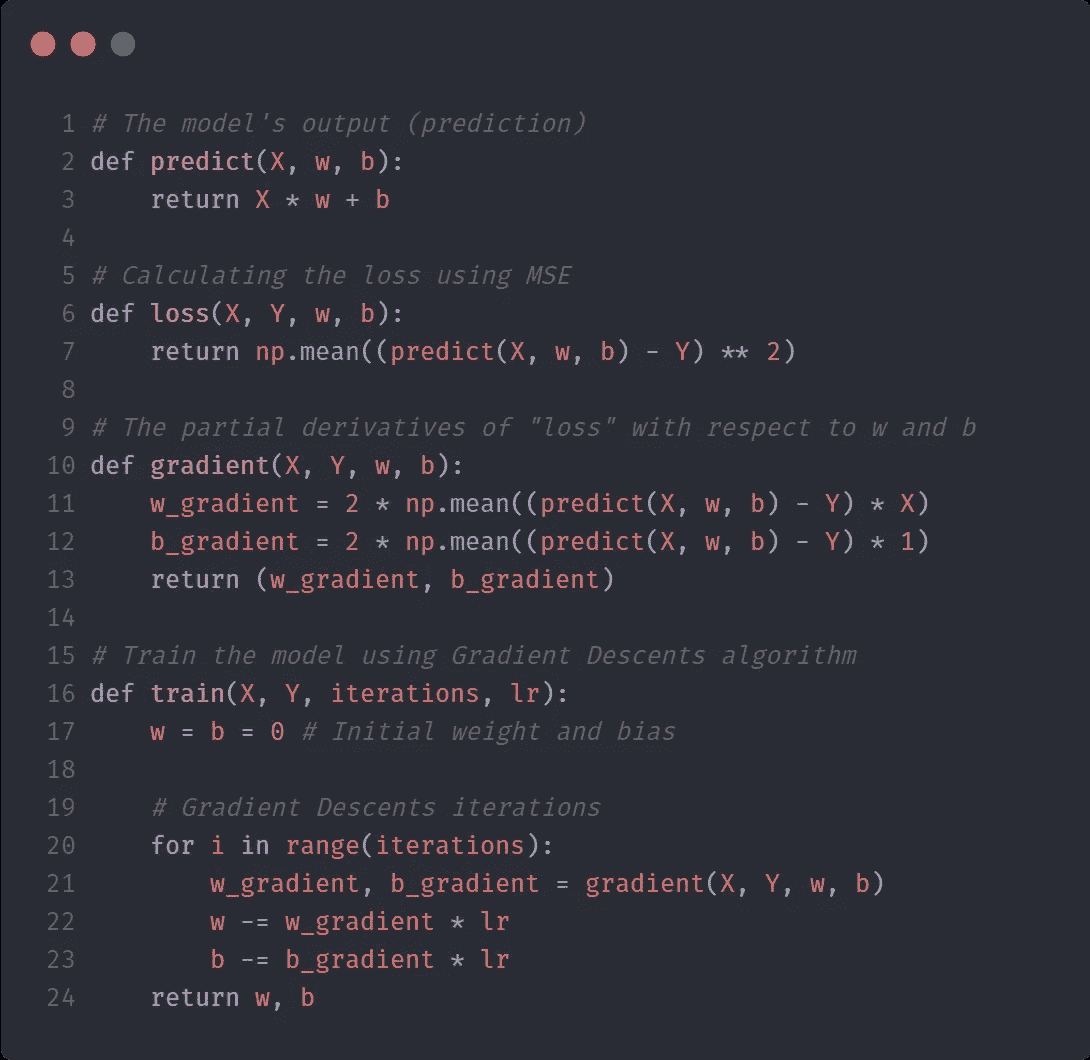 1 # The model's output (prediction)
2 def predict(X, w, b):
3     return X * w + b
4
5 # Calculating the loss using MSE
6 def loss(X, Y, w, b):
7     return np.mean((predict(X, w, b) - Y) ** 2)
8
9 # The partial derivatives of "loss" with respect to w and b
10 def gradient(X, Y, w, b):
11     w_gradient = 2 * np.mean((predict(X, w, b) - Y) * X)
12     b_gradient = 2 * np.mean((predict(X, w, b) - Y) * 1)
13     return (w_gradient, b_gradient)
14
15 # Train the model using Gradient Descents algorithm
16 def train(X, Y, iterations, lr):
17     w = b = 0 # Initial weight and bias
18
19     # Gradient Descents iterations
20     for i in range(iterations):
21         w_gradient, b_gradient = gradient(X, Y, w, b)
22         w -= w_gradient * lr
23         b -= b_gradient * lr
24     return w, b